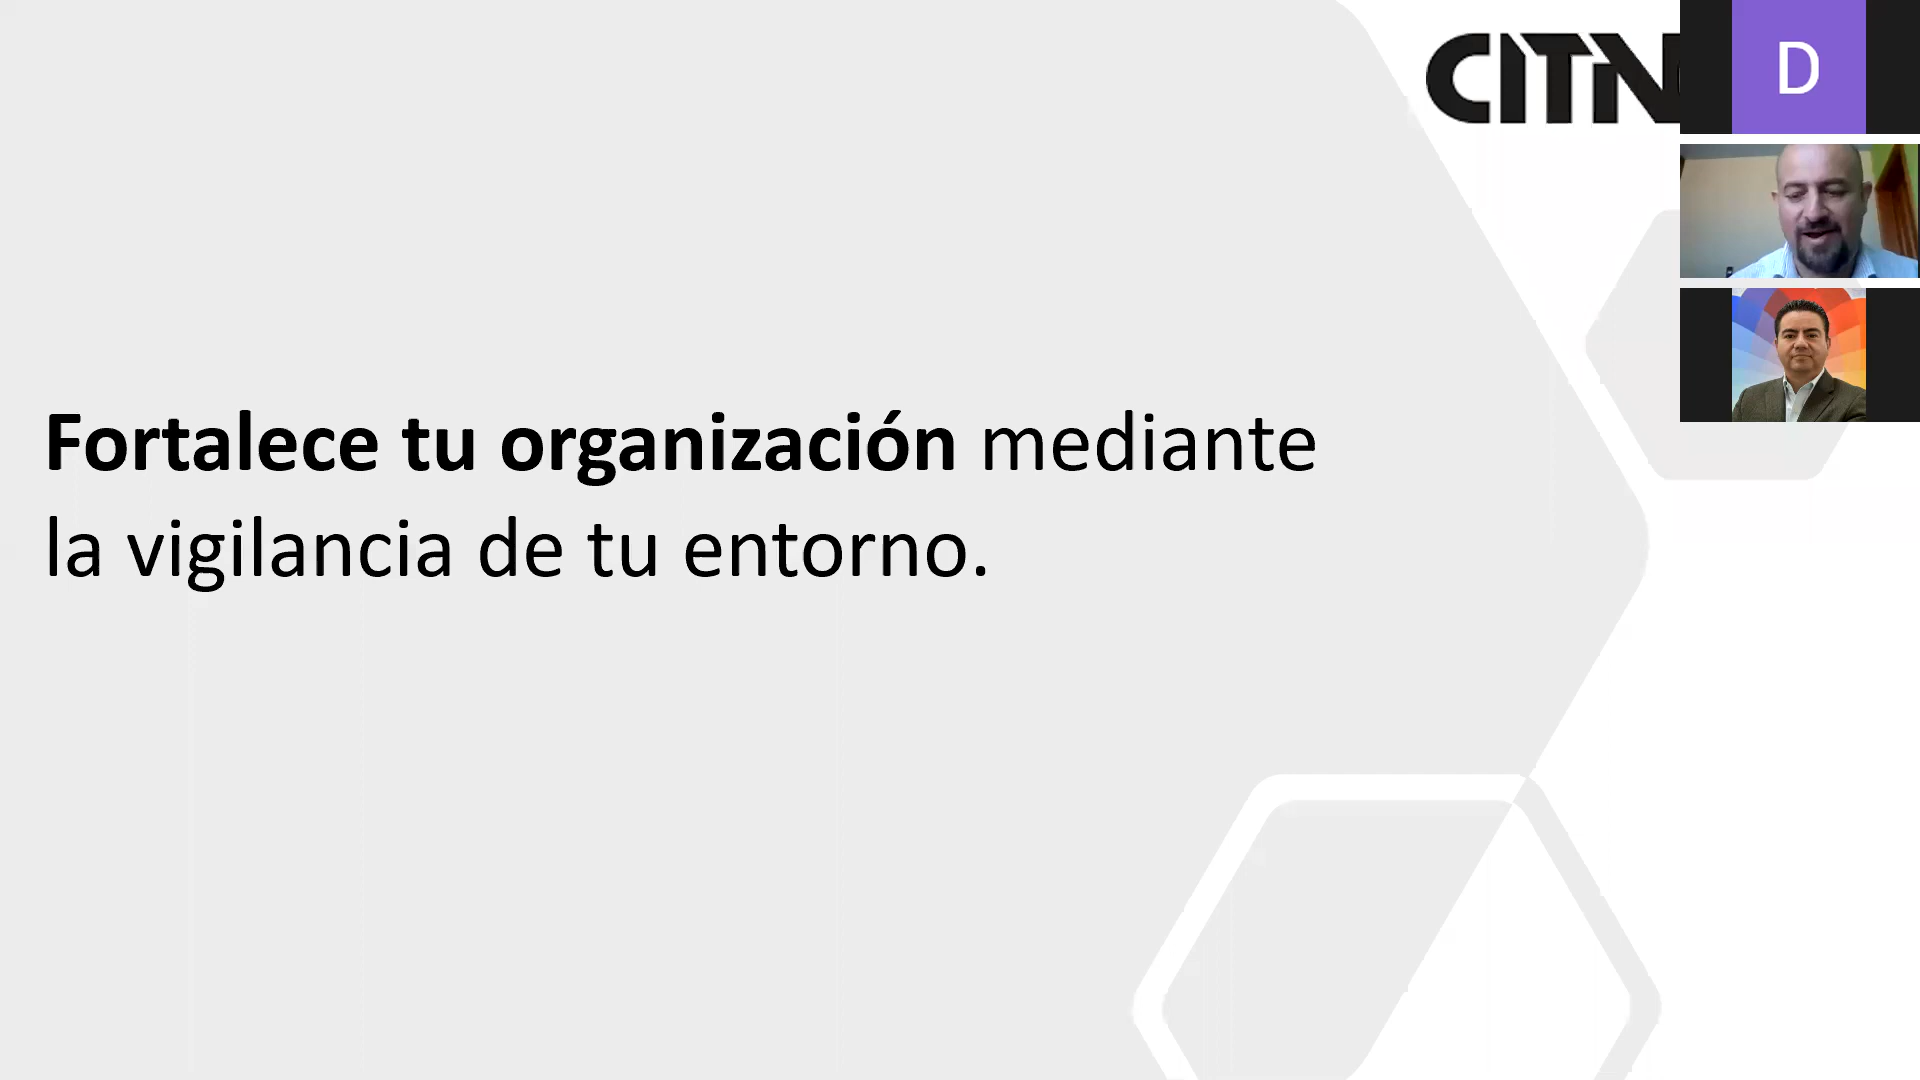 CITN
D
Fortalece tu organización mediante
la vigilancia de tu entorno.